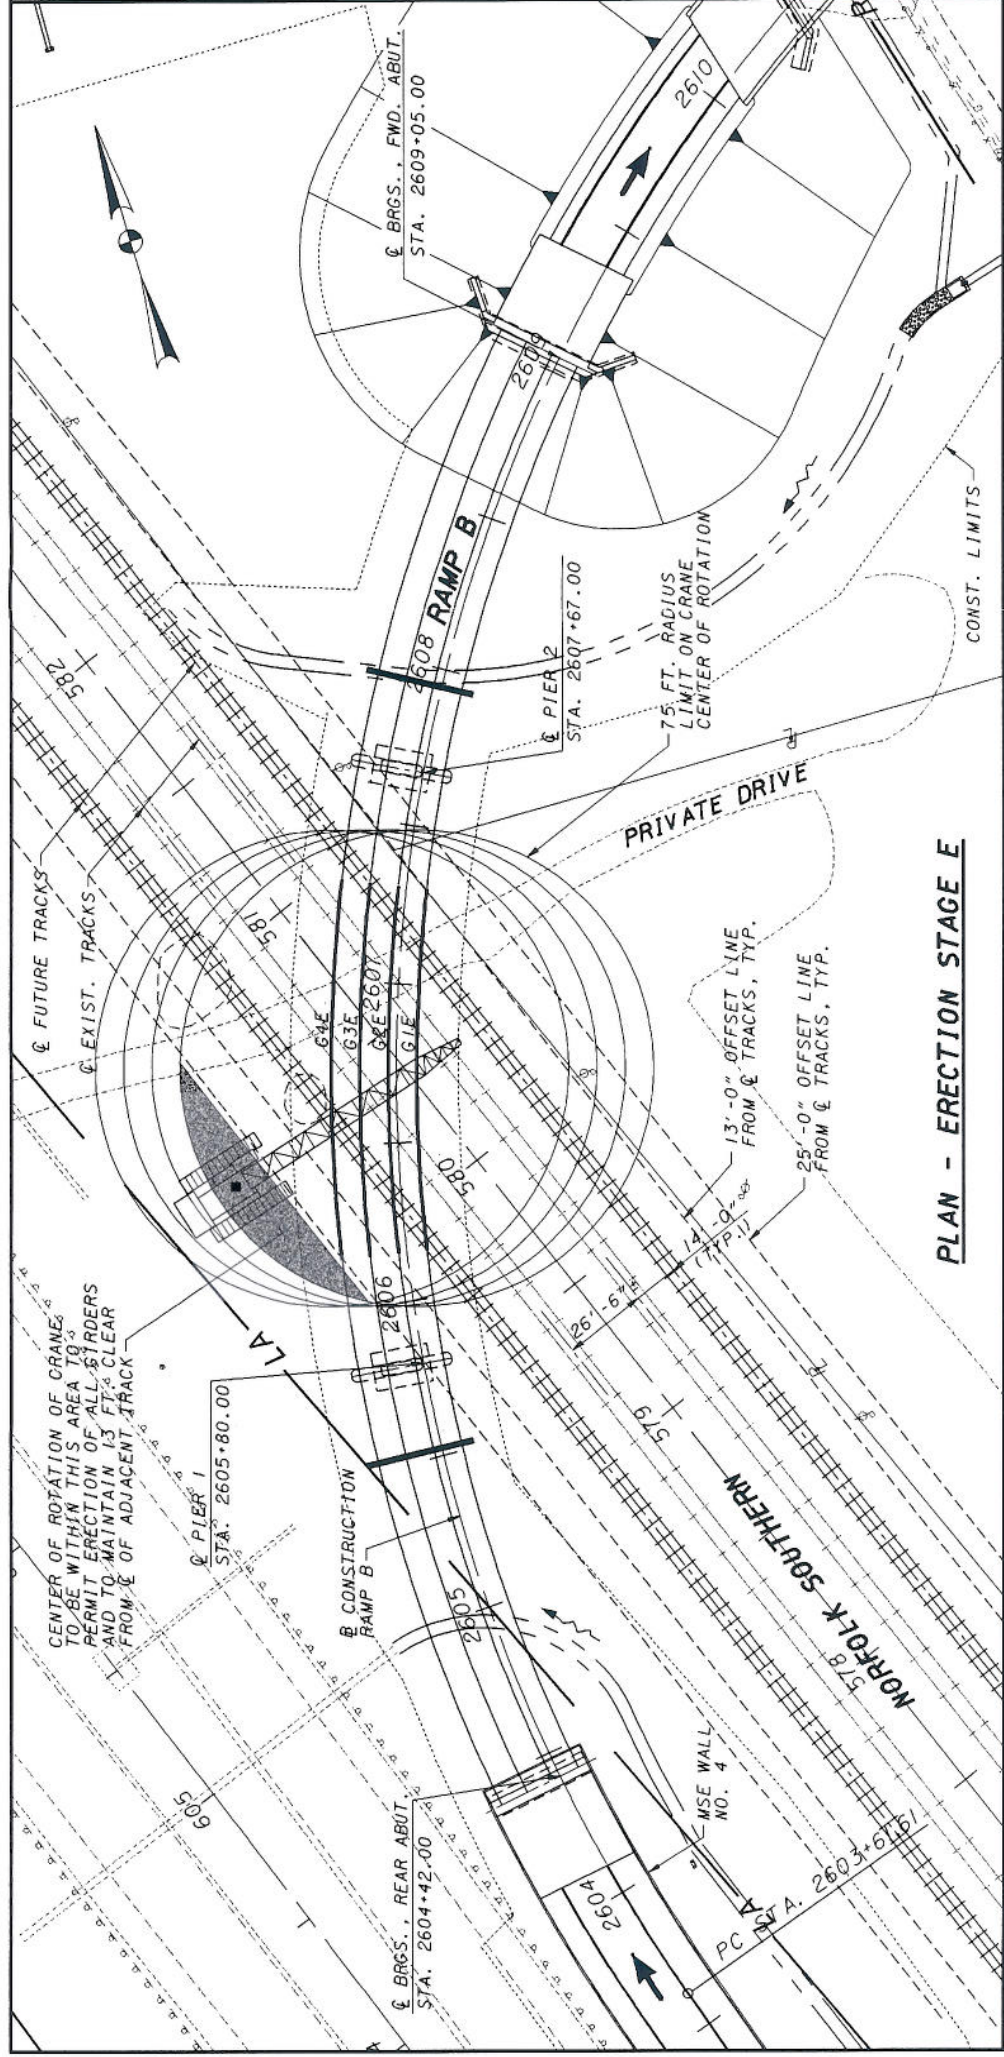 CENTER OF ROTATION OF CRANE
TO BE WITHIN THIS AREA TO
PERMIT ERECTION OF ALL GIRDERS
AND TO MAINTAIN 13 FT. CLEAR
FROM ℄ OF ADJACENT TRACK
℄ FUTURE TRACKS
℄ EXIST. TRACKS
℄ BRGS., FWD. ABUT.
STA. 2609+05.00
℄ PIER 1
STA. 2605+80.00
B CONSTRUCTION
RAMP B
℄ BRGS., REAR ABUT.
STA. 2604+42.00
LA
605
582
581
580
579
578
2604
2605
2606
2607
2608
2609
2610
RAMP B
G4E
G3E
G2E
G1E
℄ PIER 2
STA. 2607+67.00
75 FT. RADIUS
LIMIT ON CRANE
CENTER OF ROTATION
PRIVATE DRIVE
CONST. LIMITS
13'-0" OFFSET LINE
FROM ℄ TRACKS, TYP.
25'-0" OFFSET LINE
FROM ℄ TRACKS, TYP.
14'-0"
(TYP.)
26'-6"±
NORFOLK SOUTHERN
MSE WALL
NO. 4
PC STA. 2603+61.61
PLAN - ERECTION STAGE E